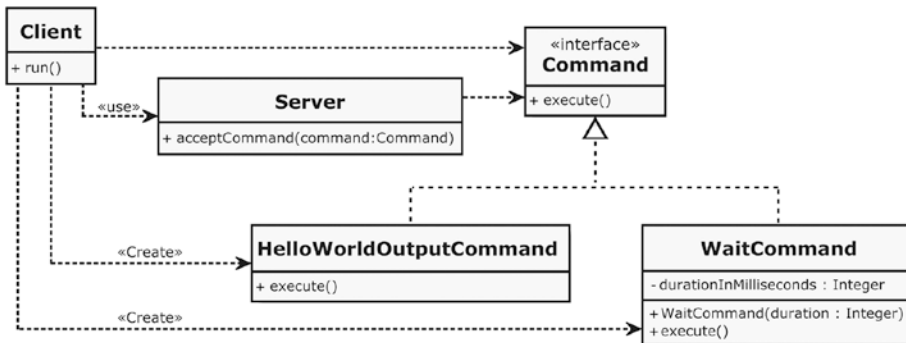 Client
+ run()
«interface»
Command
+ execute()
«use»
Server
+ acceptCommand(command:Command)
«Create»
HelloWorldOutputCommand
+ execute()
WaitCommand
- durationInMilliseconds : Integer
+ WaitCommand(duration : Integer)
+ execute()
«Create»